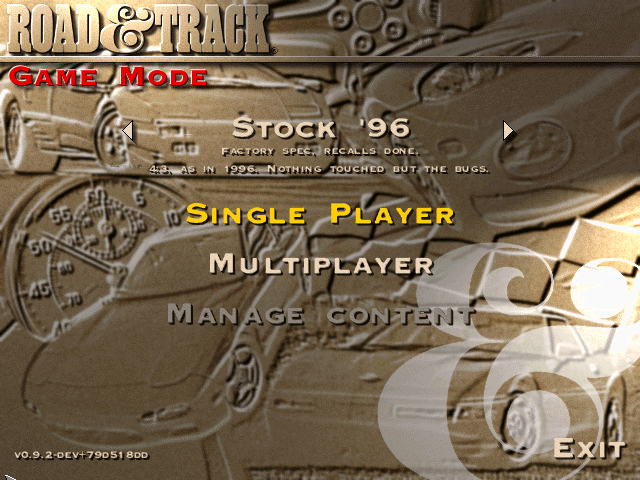 ROAD & TRACK
GAME MODE
STOCK '96
FACTORY SPEC, RECALLS DONE.
4:3, AS IN 1996. NOTHING TOUCHED BUT THE BUGS.
SINGLE PLAYER
MULTIPLAYER
MANAGE CONTENT
V0.9.2-DEV+79D518DD
EXIT